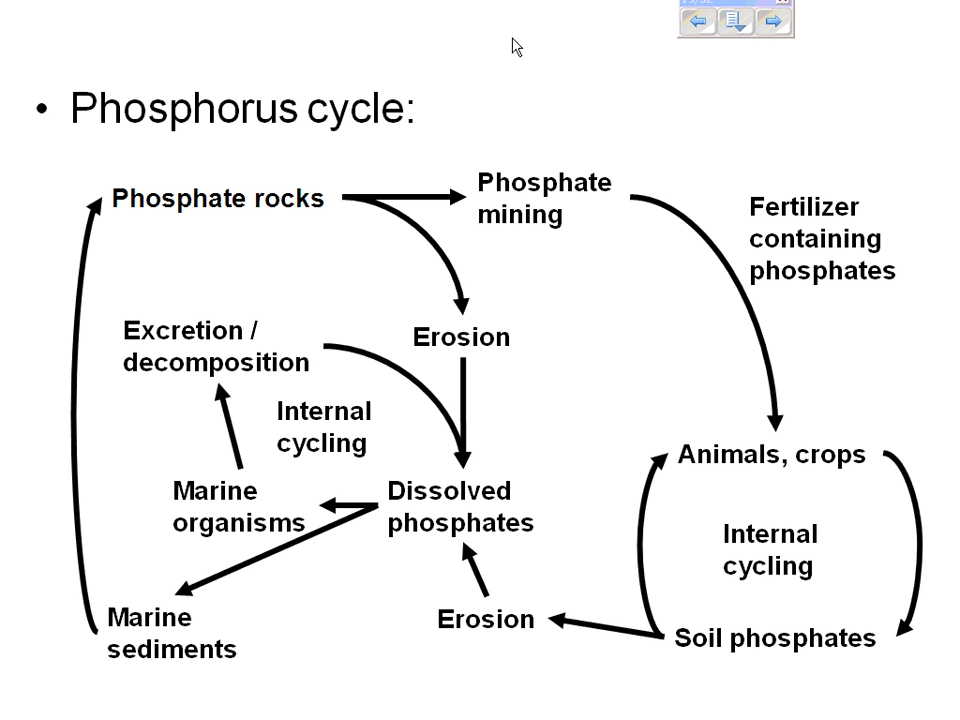 • Phosphorus cycle:
Phosphate rocks
Phosphate
mining
Fertilizer
containing
phosphates
Excretion /
decomposition
Erosion
Internal
cycling
Animals, crops
Marine
organisms
Dissolved
phosphates
Internal
cycling
Marine
sediments
Erosion
Soil phosphates